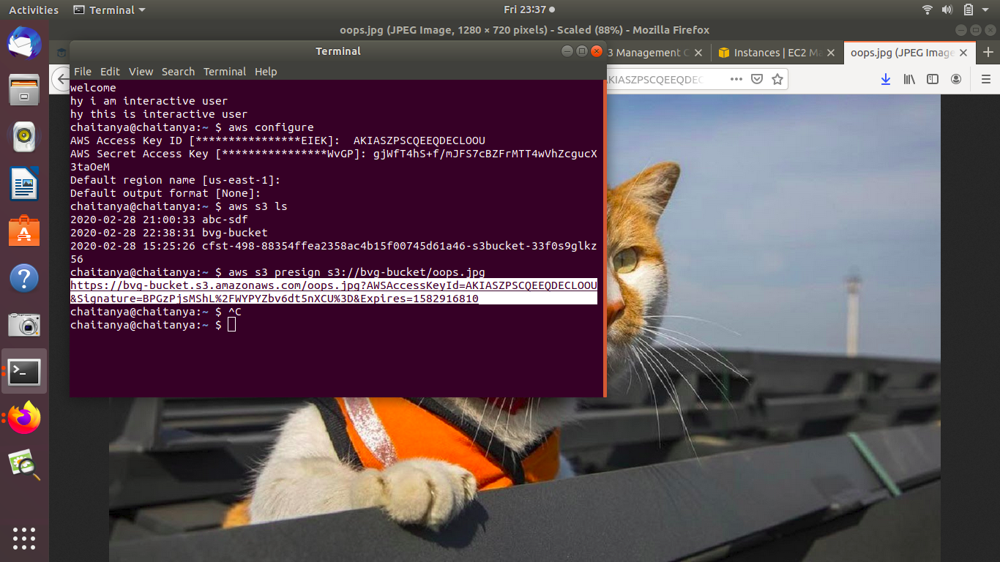 Activities Terminal Fri 23:37
oops.jpg (JPEG Image, 1280 × 720 pixels) - Scaled (88%) - Mozilla Firefox
Terminal
3 Management
Instances | EC2
oops.jpg (JPEG Image
File Edit View Search Terminal Help
AKIASZPSCQEEQDEC
welcome
hy i am interactive user
hy this is interactive user
chaitanya@chaitanya:~ $ aws configure
AWS Access Key ID [****************EIEK]: AKIASZPSCQEEQDECLOOU
AWS Secret Access Key [****************WvGP]: gjWfT4hS+f/mJFS7cBZFrMTT4wVhZcgucX
3taOeM
Default region name [us-east-1]:
Default output format [None]:
chaitanya@chaitanya:~ $ aws s3 ls
2020-02-28 21:00:33 abc-sdf
2020-02-28 22:38:31 bvg-bucket
2020-02-28 15:25:26 cfst-498-88354ffea2358ac4b15f00745d61a46-s3bucket-33f0s9glkz
56
chaitanya@chaitanya:~ $ aws s3 presign s3://bvg-bucket/oops.jpg
https://bvg-bucket.s3.amazonaws.com/oops.jpg?AWSAccessKeyId=AKIASZPSCQEEQDECLOOU
&Signature=BPGzPjsMShL%2FWYPYZbv6dt5nXCU%3D&Expires=1582916810
chaitanya@chaitanya:~ $ ^C
chaitanya@chaitanya:~ $